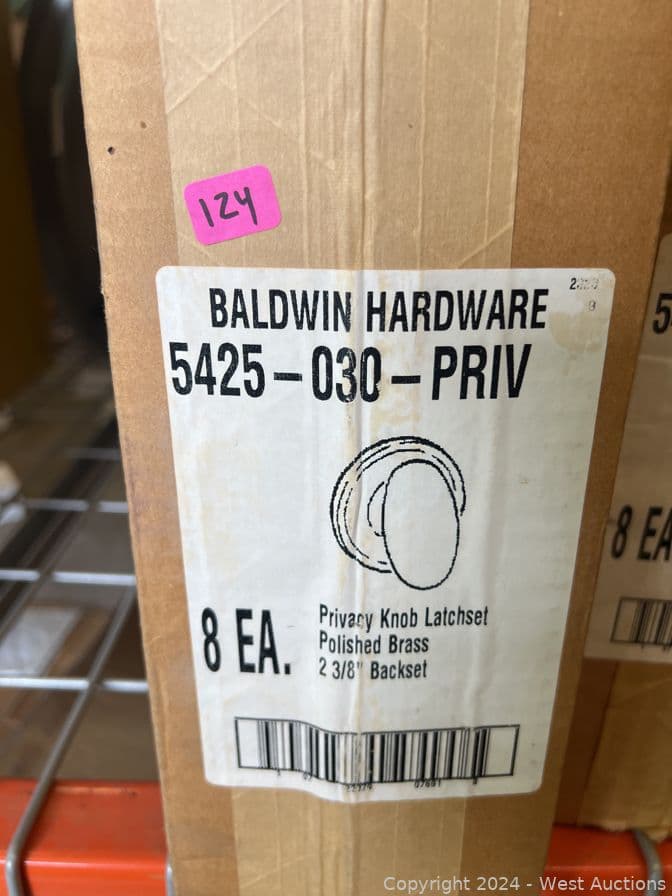 124
BALDWIN HARDWARE
5425-030-PRIV
8 EA.
Privacy Knob Latchset
Polished Brass
2 3/8" Backset
8 EA
5
Copyright 2024 - West Auctions